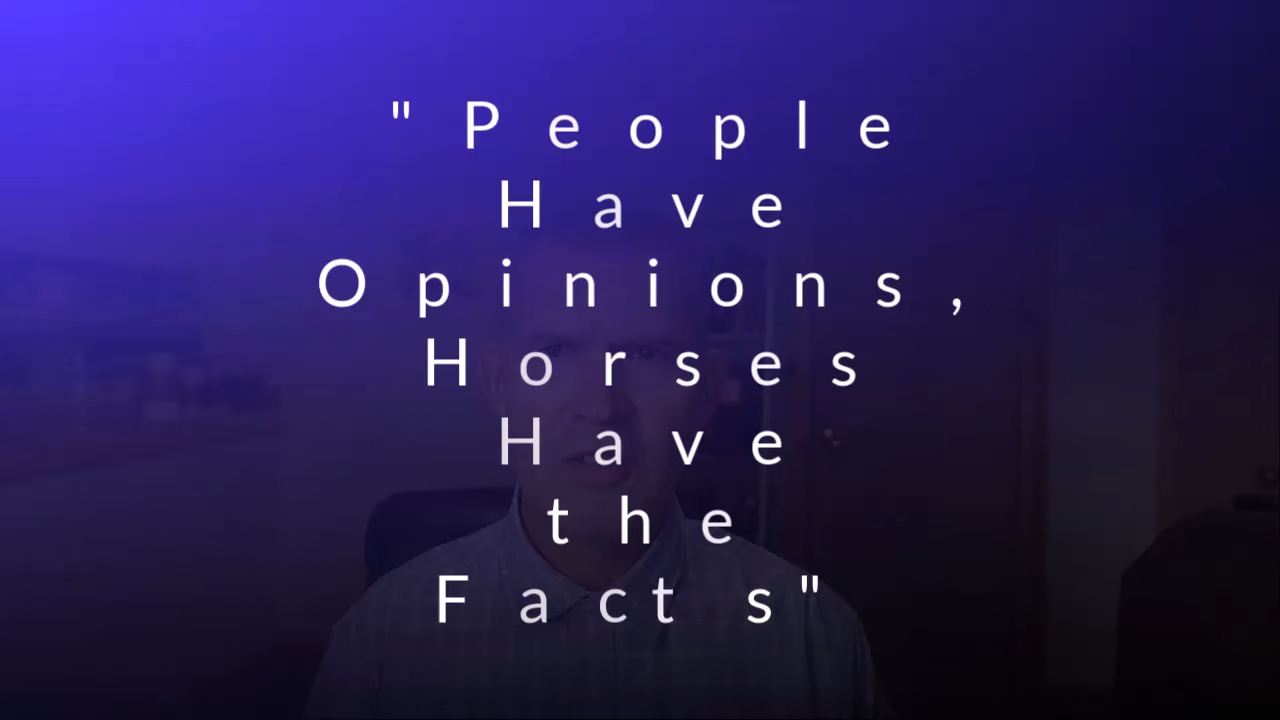 "People
Have
Opinions,
Horses
Have
the
Facts"